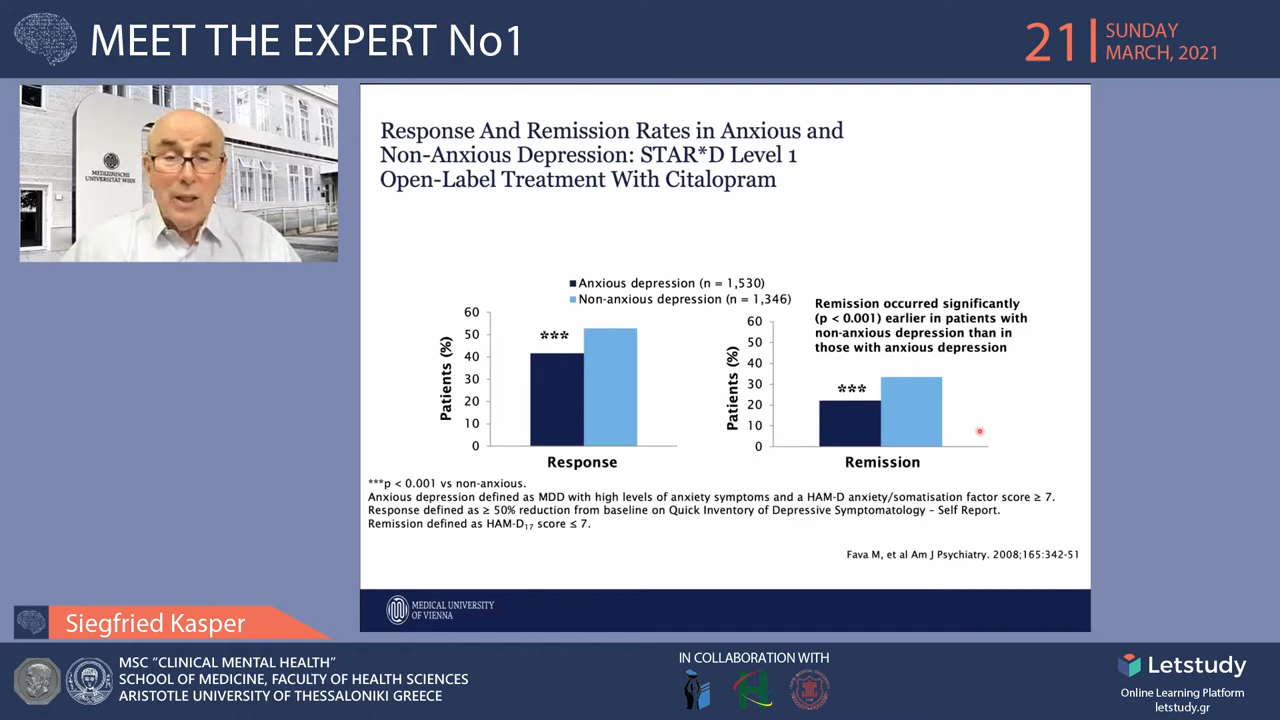 MEET THE EXPERT No1
21
SUNDAY
MARCH, 2021
MEDIZINISCHE
UNIVERSITÄT WIEN
Response And Remission Rates in Anxious and
Non-Anxious Depression: STAR*D Level 1
Open-Label Treatment With Citalopram
Anxious depression (n = 1,530)
Non-anxious depression (n = 1,346)
60
50
40
30
20
10
0
Patients (%)
***
Response
Remission occurred significantly
(p < 0.001) earlier in patients with
non-anxious depression than in
those with anxious depression
60
50
40
30
20
10
0
Patients (%)
***
Remission
***p < 0.001 vs non-anxious.
Anxious depression defined as MDD with high levels of anxiety symptoms and a HAM-D anxiety/somatisation factor score ≥ 7.
Response defined as ≥ 50% reduction from baseline on Quick Inventory of Depressive Symptomatology – Self Report.
Remission defined as HAM-D17 score ≤ 7.
Fava M, et al Am J Psychiatry. 2008;165:342-51
MEDICAL UNIVERSITY
OF VIENNA
Siegfried Kasper
MSC “CLINICAL MENTAL HEALTH”
SCHOOL OF MEDICINE, FACULTY OF HEALTH SCIENCES
ARISTOTLE UNIVERSITY OF THESSALONIKI GREECE
IN COLLABORATION WITH
Letstudy
Online Learning Platform
letstudy.gr